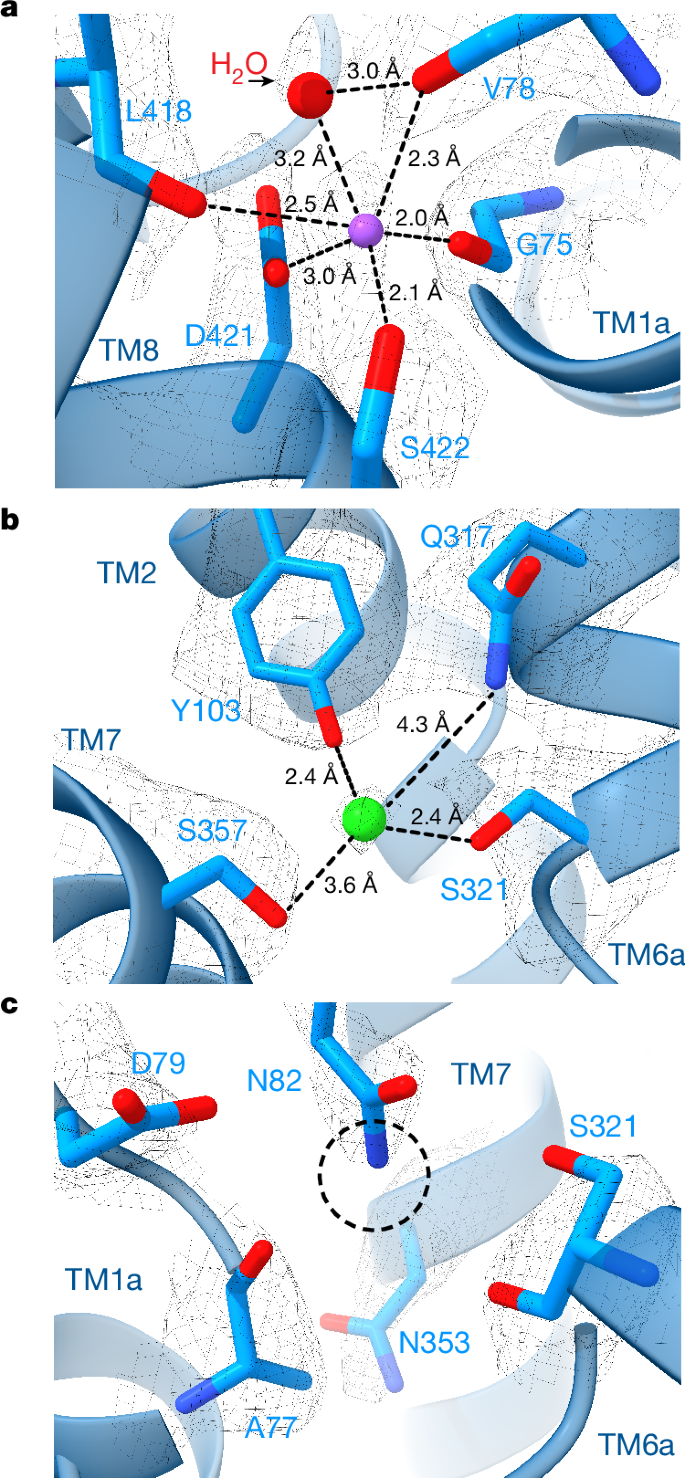 a
H2O
3.0 Å
V78
L418
3.2 Å
2.3 Å
2.5 Å
2.0 Å
G75
3.0 Å
2.1 Å
D421
TM8
TM1a
S422
b
Q317
TM2
Y103
4.3 Å
TM7
2.4 Å
S357
2.4 Å
3.6 Å
S321
TM6a
c
D79
N82
TM7
S321
TM1a
N353
A77
TM6a